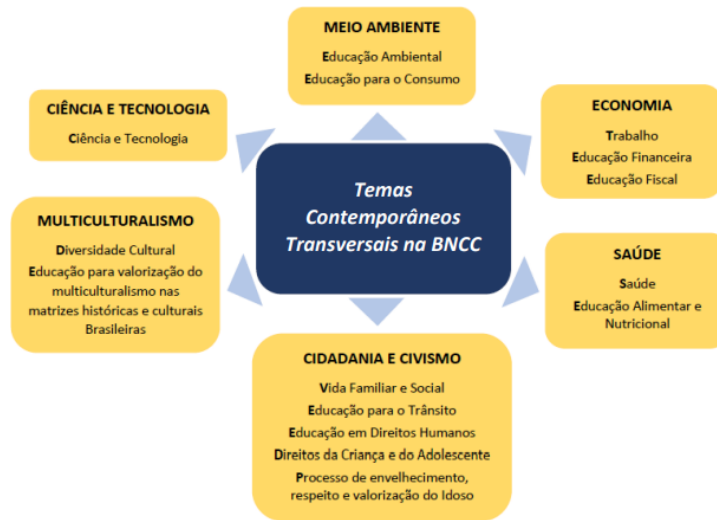 MEIO AMBIENTE
Educação Ambiental
Educação para o Consumo
CIÊNCIA E TECNOLOGIA
Ciência e Tecnologia
ECONOMIA
Trabalho
Educação Financeira
Educação Fiscal
Temas
Contemporâneos
Transversais na BNCC
MULTICULTURALISMO
Diversidade Cultural
Educação para valorização do
multiculturalismo nas
matrizes históricas e culturais
Brasileiras
SAÚDE
Saúde
Educação Alimentar e
Nutricional
CIDADANIA E CIVISMO
Vida Familiar e Social
Educação para o Trânsito
Educação em Direitos Humanos
Direitos da Criança e do Adolescente
Processo de envelhecimento,
respeito e valorização do Idoso